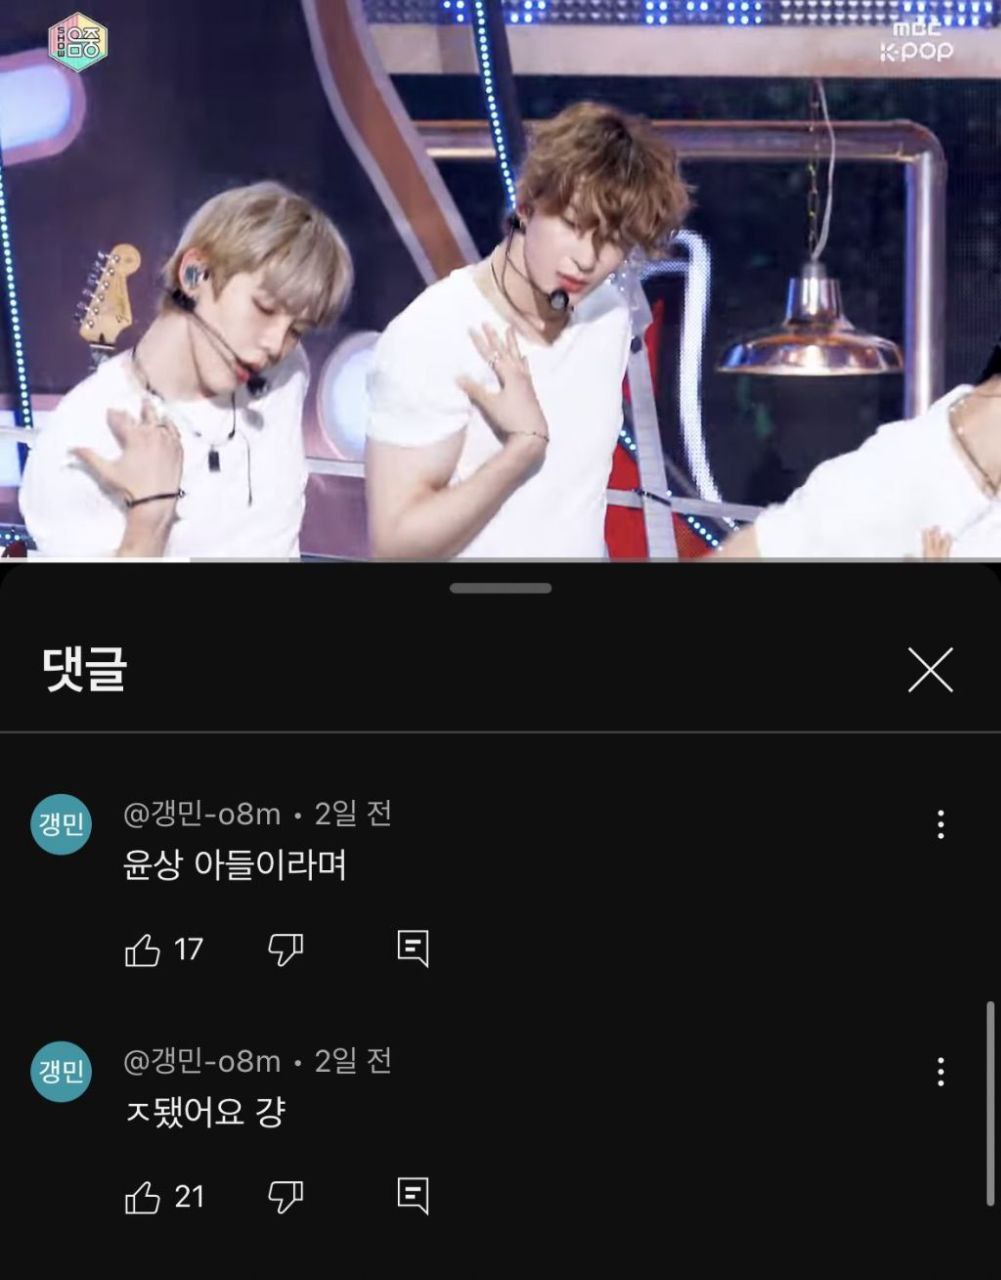 SHOW 음중
mbc
K-POP
댓글
갱민
@갱민-o8m • 2일 전
윤상 아들이라며
17
갱민
@갱민-o8m • 2일 전
ㅈ됐어요 걍
21